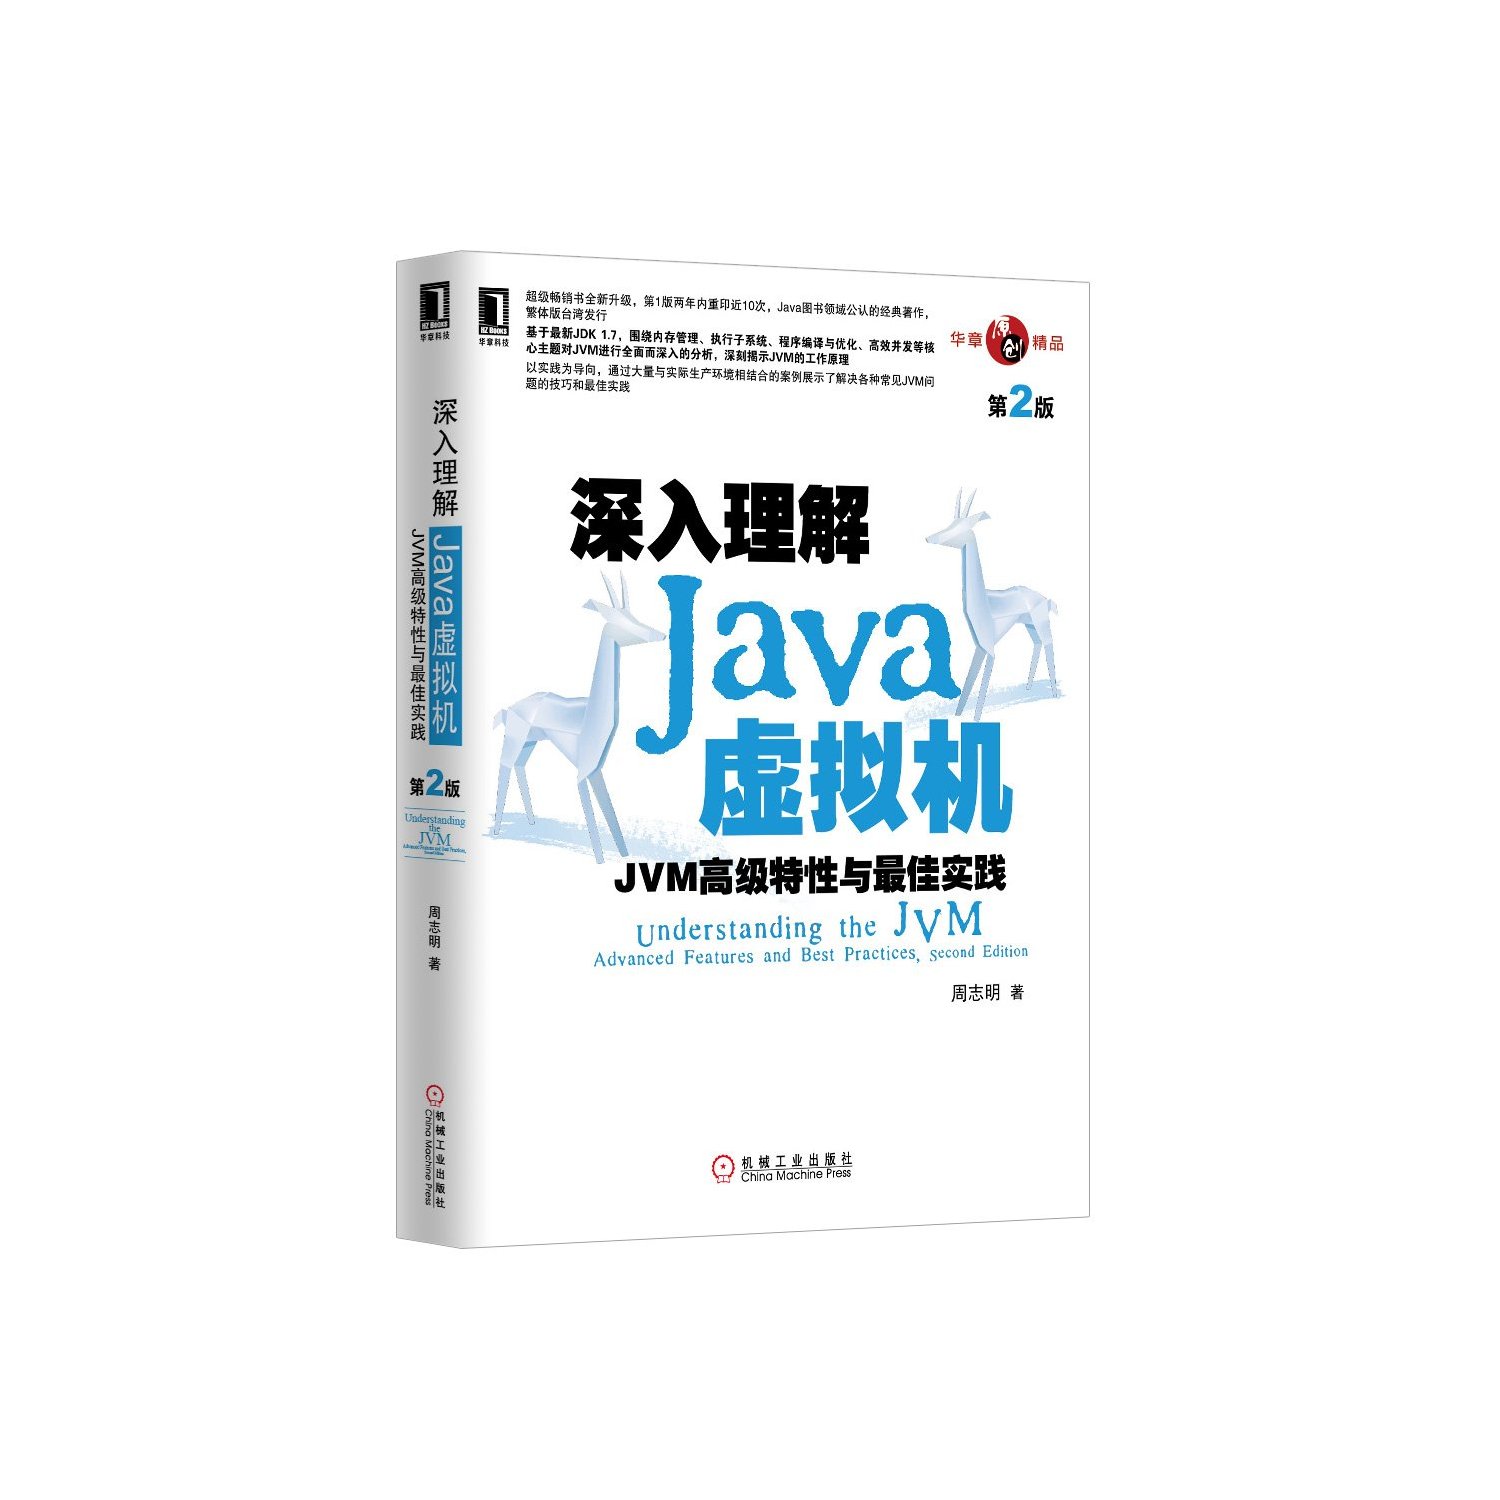 HZ Books
华章科技
深入理解
Java虚拟机
JVM高级特性与最佳实践
第2版
Understanding
the
JVM
Advanced Features and Best Practices,
Second Edition
周志明 著
机械工业出版社
China Machine Press
HZ Books
华章科技
超级畅销书全新升级，第1版两年内重印近10次，Java图书领域公认的经典著作，
繁体版台湾发行
基于最新JDK 1.7，围绕内存管理、执行子系统、程序编译与优化、高效并发等核
心主题对JVM进行全面而深入的分析，深刻揭示JVM的工作原理
以实践为导向，通过大量与实际生产环境相结合的案例展示了解决各种常见JVM问
题的技巧和最佳实践
华章原创精品
第2版
深入理解
Java
虚拟机
JVM高级特性与最佳实践
Understanding the JVM
Advanced Features and Best Practices, Second Edition
周志明 著
机械工业出版社
China Machine Press